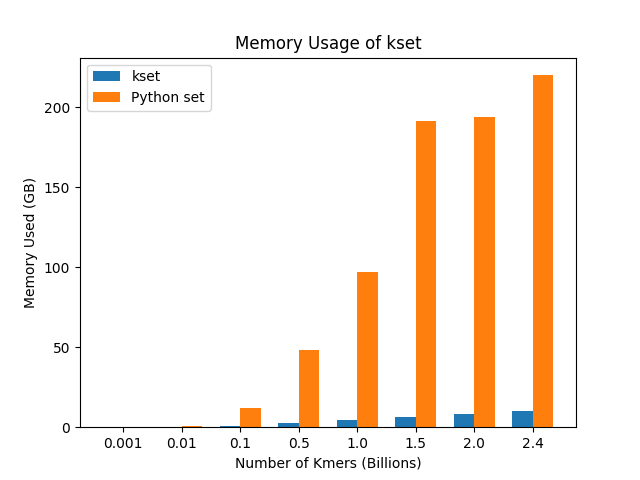 Memory Usage of kset
kset
Python set
Memory Used (GB)
200
150
100
50
0
0.001 0.01 0.1 0.5 1.0 1.5 2.0 2.4
Number of Kmers (Billions)